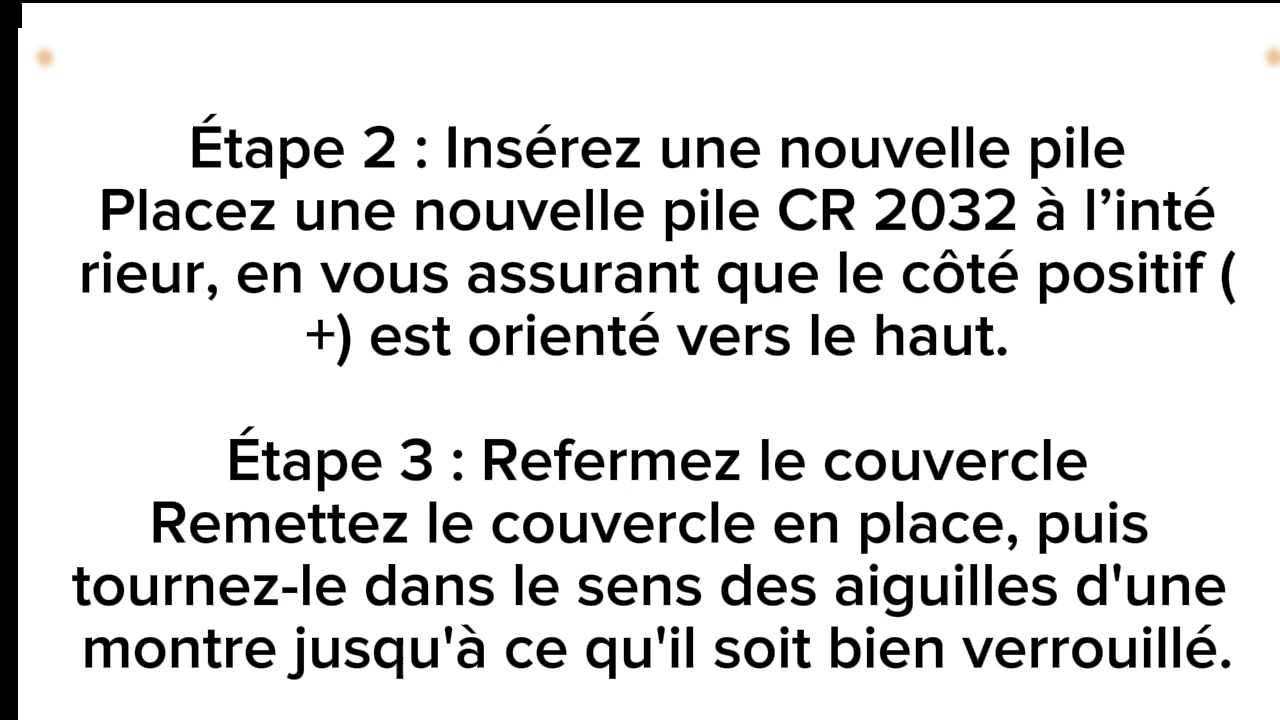 Étape 2 : Insérez une nouvelle pile
Placez une nouvelle pile CR 2032 à l’inté
rieur, en vous assurant que le côté positif (
+) est orienté vers le haut.
Étape 3 : Refermez le couvercle
Remettez le couvercle en place, puis
tournez-le dans le sens des aiguilles d'une
montre jusqu'à ce qu'il soit bien verrouillé.